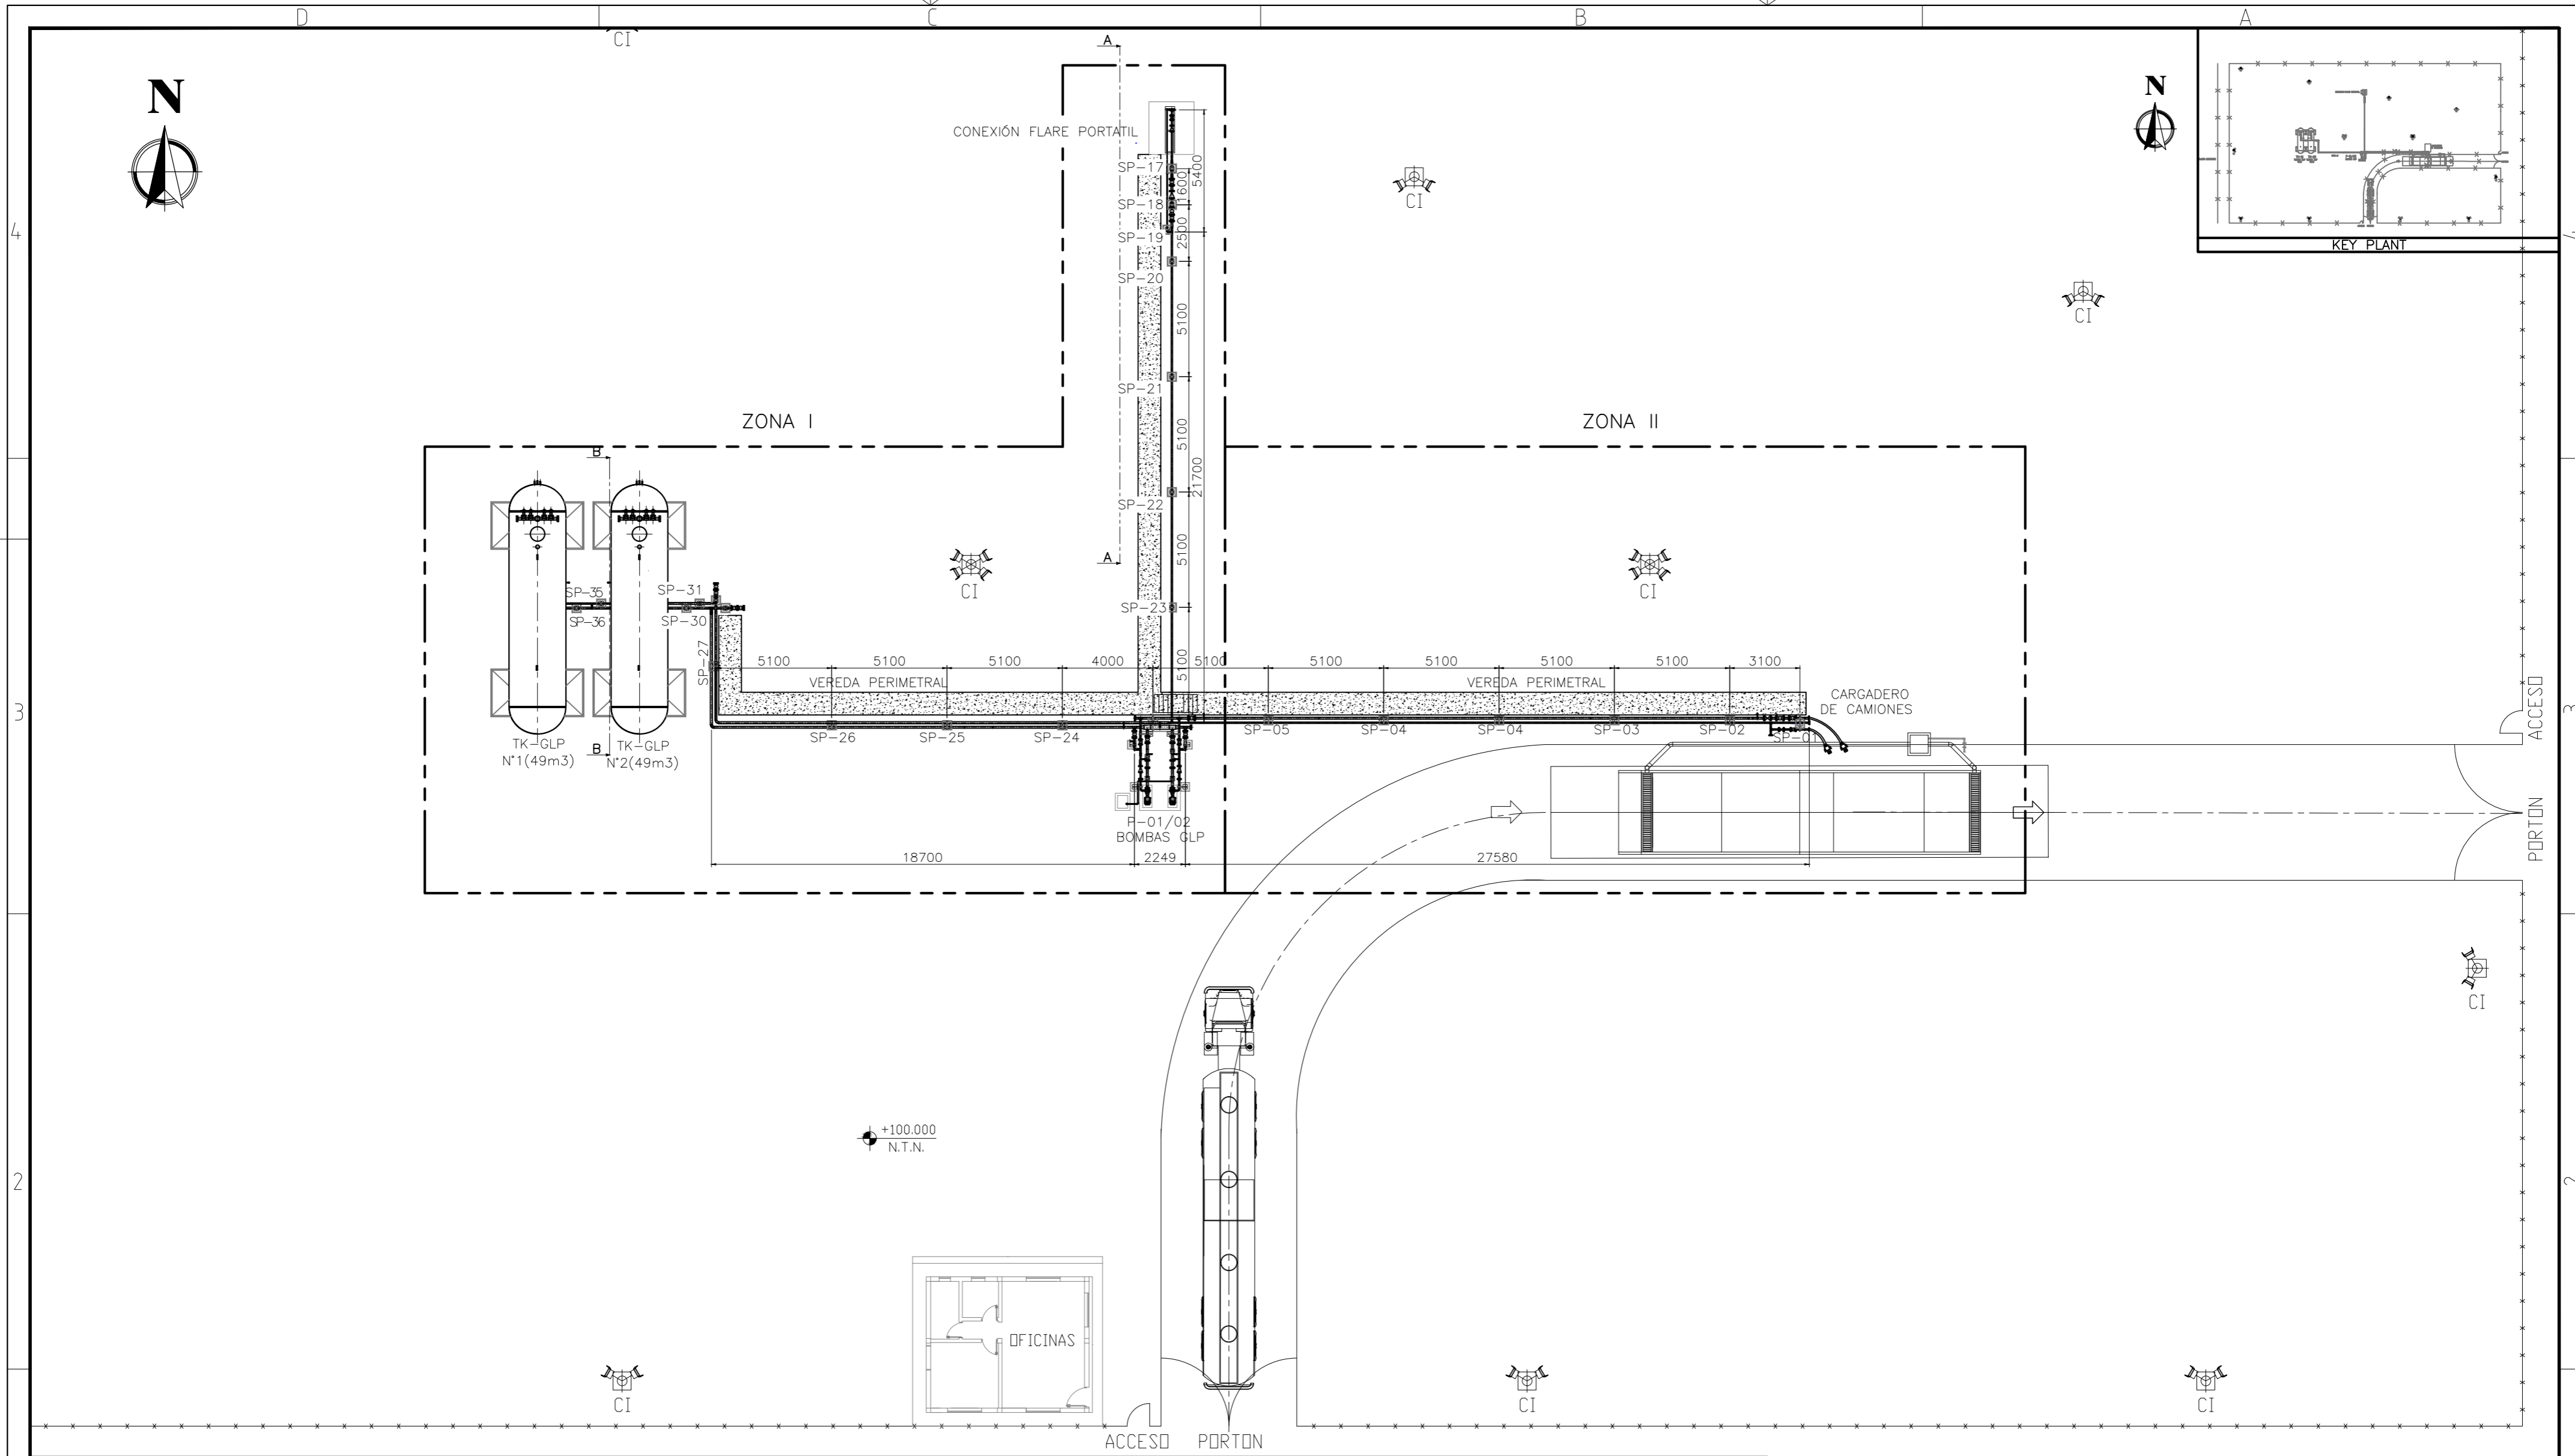 D
C
B
A
CI
A
N
N
CONEXIÓN FLARE PORTATIL
SP-17
1600
5400
CI
SP-18
4
SP-19
2500
KEY PLANT
SP-20
5100
CI
SP-21
ZONA I
ZONA II
5100
B
21700
SP-22
5100
A
SP-35
SP-31
CI
CI
SP-36
SP-30
SP-23
SP-27
5100
5100
5100
4000
5100
5100
5100
5100
5100
5100
3100
VEREDA PERIMETRAL
VEREDA PERIMETRAL
CARGADERO
DE CAMIONES
3
3
ACCESO
SP-26
SP-25
SP-24
SP-05
SP-04
SP-04
SP-03
SP-02
SP-01
TK-GLP
N°1(49m3)
B
TK-GLP
N°2(49m3)
P-01/02
BOMBAS GLP
PORTON
18700
2249
27580
CI
+100.000
N.T.N.
2
2
OFICINAS
CI
CI
CI
ACCESO
PORTON